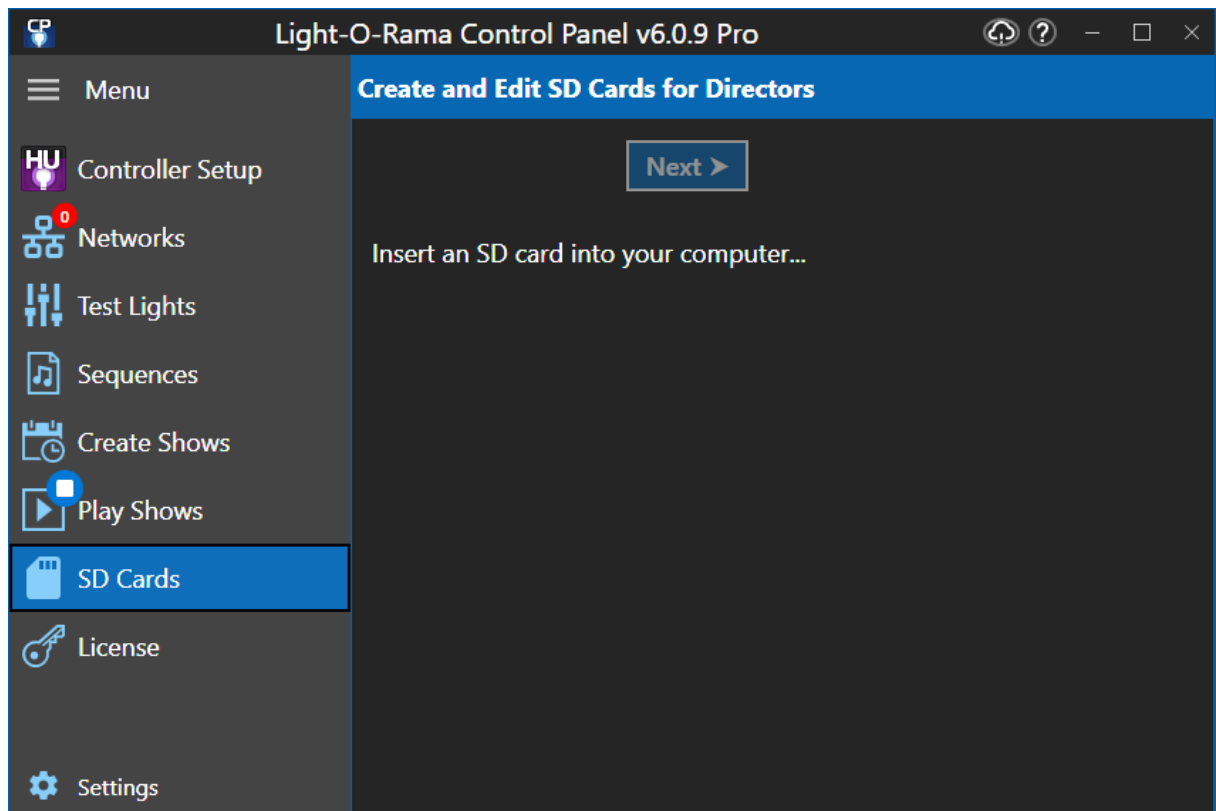 CP
Light-O-Rama Control Panel v6.0.9 Pro
?
Menu
Create and Edit SD Cards for Directors
HU
Controller Setup
Next ➤
0
Networks
Insert an SD card into your computer...
Test Lights
Sequences
Create Shows
Play Shows
SD Cards
License
Settings